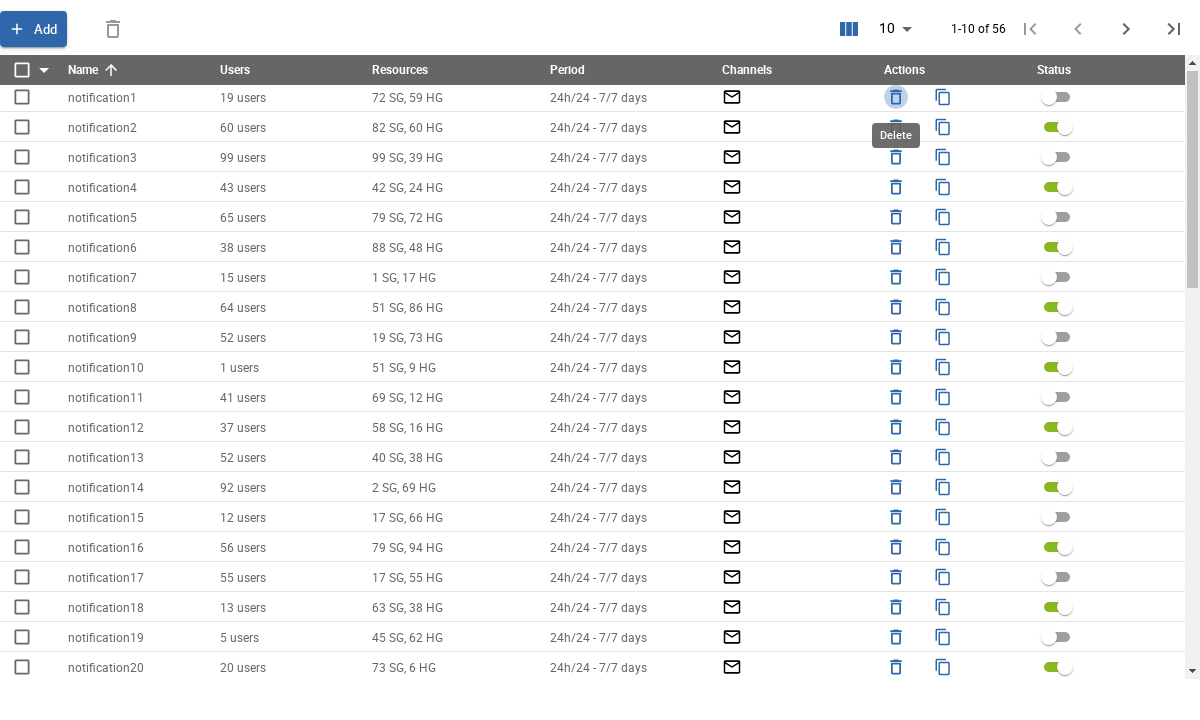 Add
10
1-10 of 56
Name Users Resources Period Channels Actions Status
notification1 19 users 72 SG, 59 HG 24h/24 - 7/7 days
notification2 60 users 82 SG, 60 HG 24h/24 - 7/7 days
Delete
notification3 99 users 99 SG, 39 HG 24h/24 - 7/7 days
notification4 43 users 42 SG, 24 HG 24h/24 - 7/7 days
notification5 65 users 79 SG, 72 HG 24h/24 - 7/7 days
notification6 38 users 88 SG, 48 HG 24h/24 - 7/7 days
notification7 15 users 1 SG, 17 HG 24h/24 - 7/7 days
notification8 64 users 51 SG, 86 HG 24h/24 - 7/7 days
notification9 52 users 19 SG, 73 HG 24h/24 - 7/7 days
notification10 1 users 51 SG, 9 HG 24h/24 - 7/7 days
notification11 41 users 69 SG, 12 HG 24h/24 - 7/7 days
notification12 37 users 58 SG, 16 HG 24h/24 - 7/7 days
notification13 52 users 40 SG, 38 HG 24h/24 - 7/7 days
notification14 92 users 2 SG, 69 HG 24h/24 - 7/7 days
notification15 12 users 17 SG, 66 HG 24h/24 - 7/7 days
notification16 56 users 79 SG, 94 HG 24h/24 - 7/7 days
notification17 55 users 17 SG, 55 HG 24h/24 - 7/7 days
notification18 13 users 63 SG, 38 HG 24h/24 - 7/7 days
notification19 5 users 45 SG, 62 HG 24h/24 - 7/7 days
notification20 20 users 73 SG, 6 HG 24h/24 - 7/7 days